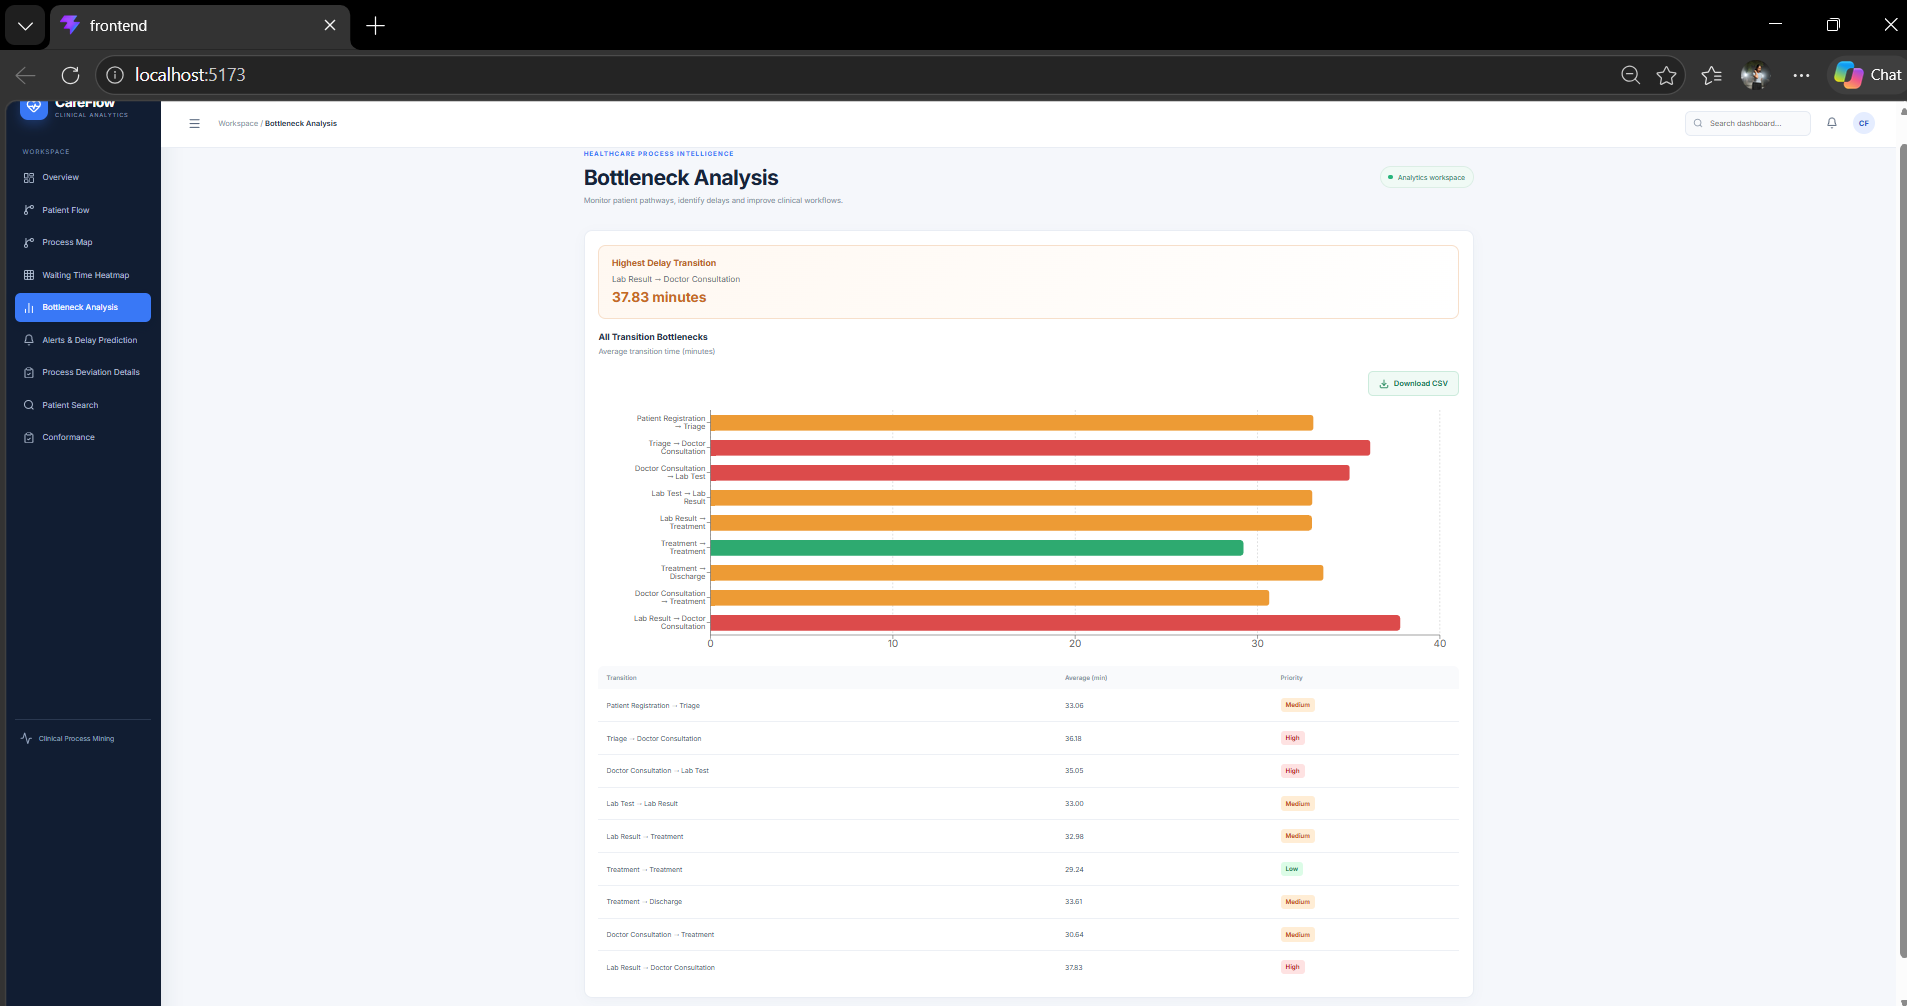 frontend
localhost:5173
Chat
CareFlow
CLINICAL ANALYTICS
WORKSPACE
Overview
Patient Flow
Process Map
Waiting Time Heatmap
Bottleneck Analysis
Alerts & Delay Prediction
Process Deviation Details
Patient Search
Conformance
Clinical Process Mining
Workspace / Bottleneck Analysis
Search dashboard...
CF
HEALTHCARE PROCESS INTELLIGENCE
Bottleneck Analysis
Analytics workspace
Monitor patient pathways, identify delays and improve clinical workflows.
Highest Delay Transition
Lab Result → Doctor Consultation
37.83 minutes
All Transition Bottlenecks
Average transition time (minutes)
Download CSV
Patient Registration
→ Triage
Triage → Doctor
Consultation
Doctor Consultation
→ Lab Test
Lab Test → Lab
Result
Lab Result →
Treatment
Treatment →
Treatment
Treatment →
Discharge
Doctor Consultation
→ Treatment
Lab Result → Doctor
Consultation
0 10 20 30 40
Transition Average (min) Priority
Patient Registration → Triage 33.06 Medium
Triage → Doctor Consultation 36.18 High
Doctor Consultation → Lab Test 35.05 High
Lab Test → Lab Result 33.00 Medium
Lab Result → Treatment 32.98 Medium
Treatment → Treatment 29.24 Low
Treatment → Discharge 33.61 Medium
Doctor Consultation → Treatment 30.64 Medium
Lab Result → Doctor Consultation 37.83 High